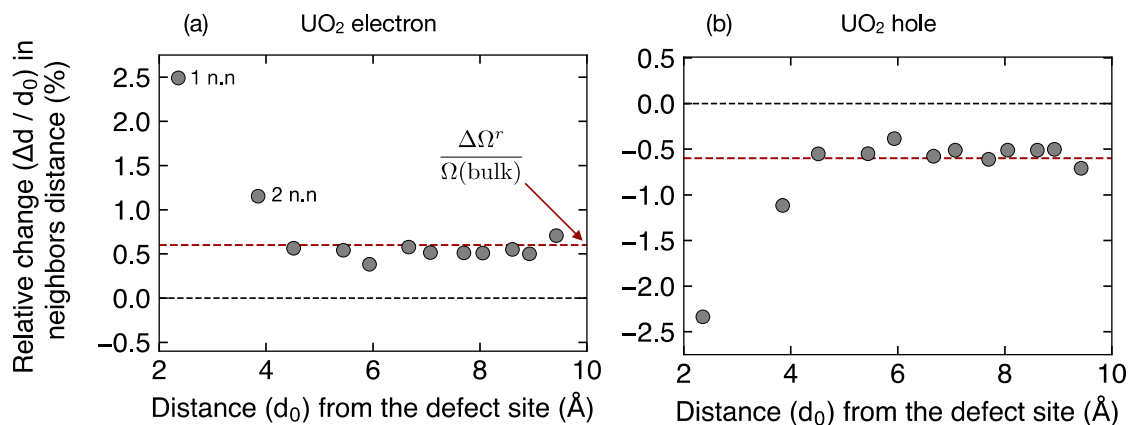 (a) UO₂ electron
Relative change (Δd / d₀) in
neighbors distance (%)
2.5
2.0
1.5
1.0
0.5
0.0
−0.5
1 n.n
2 n.n
ΔΩʳ
Ω(bulk)
2 4 6 8 10
Distance (d₀) from the defect site (Å)
(b) UO₂ hole
0.5
0.0
−0.5
−1.0
−1.5
−2.0
−2.5
2 4 6 8 10
Distance (d₀) from the defect site (Å)